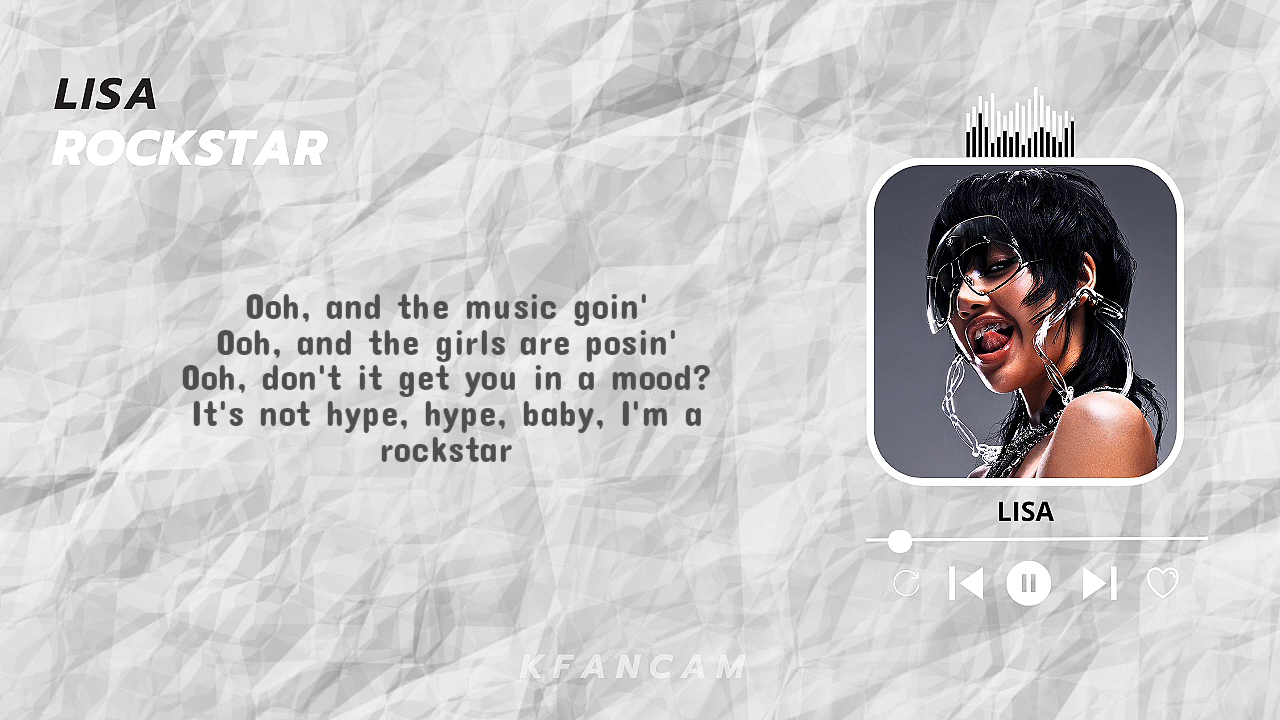 LISA
ROCKSTAR
Ooh, and the music goin'
Ooh, and the girls are posin'
Ooh, don't it get you in a mood?
It's not hype, hype, baby, I'm a
rockstar
LISA
KFANCAM